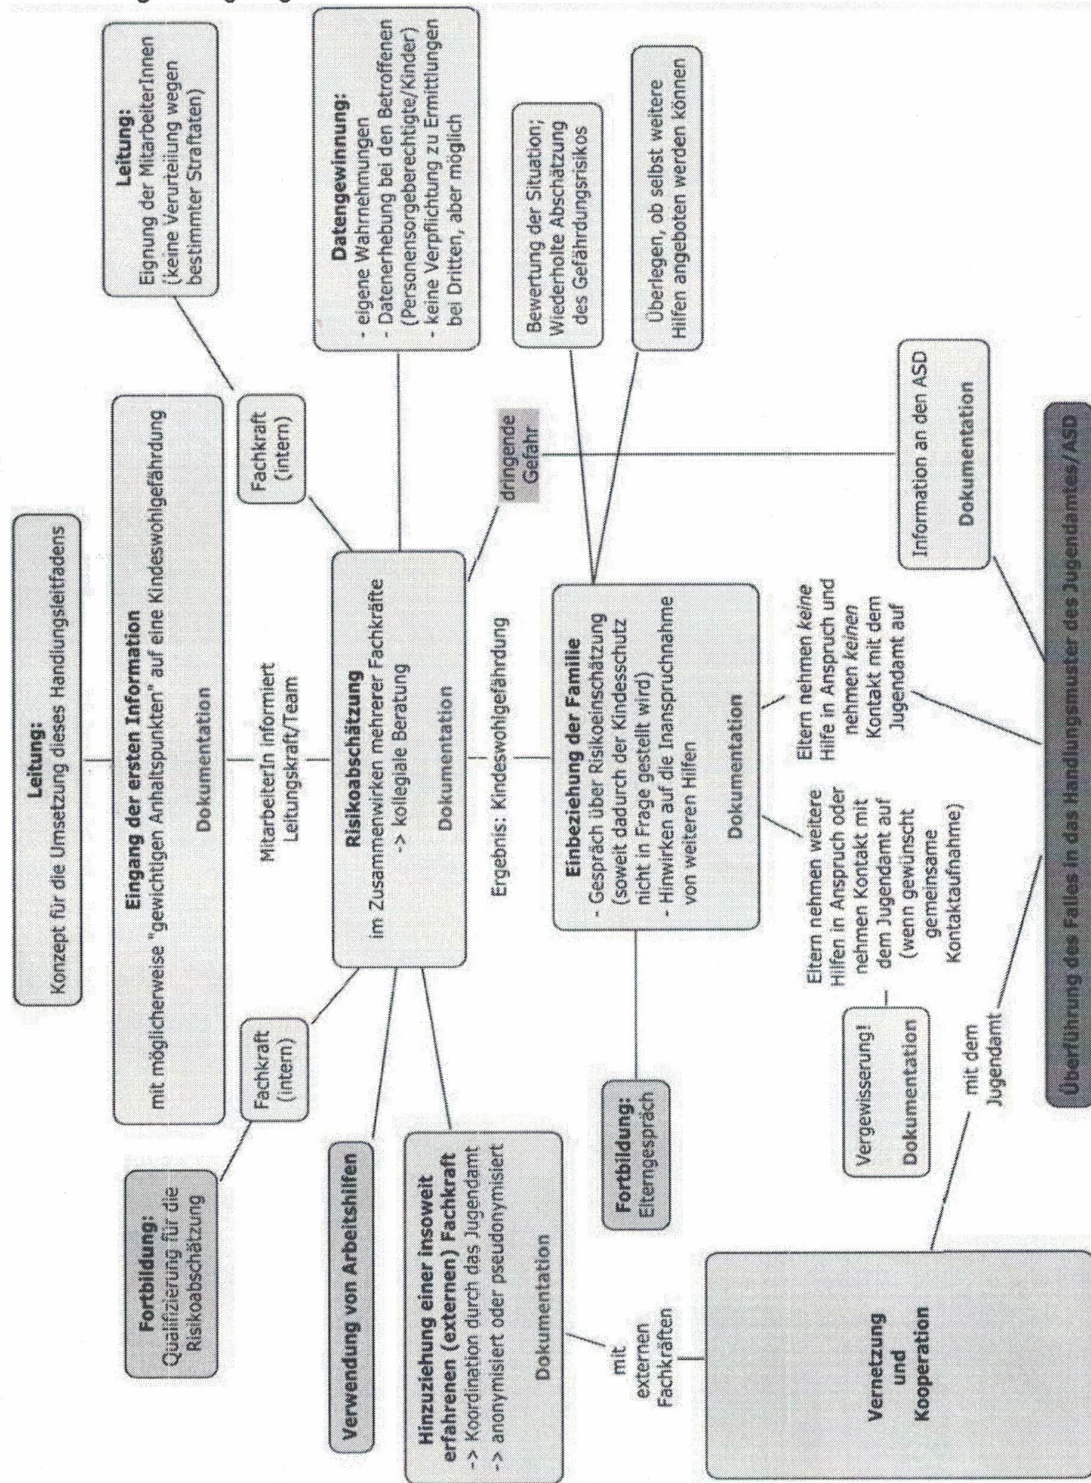 Leitung:
Konzept für die Umsetzung dieses Handlungsleitfadens
Eingang der ersten Information
mit möglicherweise "gewichtigen Anhaltspunkten" auf eine Kindeswohlgefährdung
Dokumentation
MitarbeiterIn informiert
Leitungskraft/Team
Fortbildung:
Qualifizierung für die
Risikoabschätzung
Fachkraft
(intern)
Fachkraft
(intern)
Leitung:
Eignung der MitarbeiterInnen
(keine Verurteilung wegen
bestimmter Straftaten)
Risikoabschätzung
im Zusammenwirken mehrerer Fachkräfte
-> Kollegiale Beratung
Dokumentation
Verwendung von Arbeitshilfen
Hinzuziehung einer insoweit
erfahrenen (externen) Fachkraft
-> Koordination durch das Jugendamt
-> anonymisiert oder pseudonymisiert
Dokumentation
Datengewinnung:
- eigene Wahrnehmungen
- Datenerhebung bei den Betroffenen
(Personensorgeberechtigte/Kinder)
- keine Verpflichtung zu Ermittlungen
bei Dritten, aber möglich
Ergebnis: Kindeswohlgefährdung
dringende
Gefahr
Einbeziehung der Familie
- Gespräch über Risikoeinschätzung
(soweit dadurch der Kindesschutz
nicht in Frage gestellt wird)
- Hinwirken auf die Inanspruchnahme
von weiteren Hilfen
Dokumentation
Fortbildung:
Elterngespräch
Bewertung der Situation;
Wiederholte Abschätzung
des Gefährdungsrisikos
Überlegen, ob selbst weitere
Hilfen angeboten werden können
mit
externen
Fachkräften
Eltern nehmen weitere
Hilfen in Anspruch oder
nehmen Kontakt mit
dem Jugendamt auf
(wenn gewünscht
gemeinsame
Kontaktaufnahme)
Eltern nehmen keine
Hilfe in Anspruch und
nehmen keinen
Kontakt mit dem
Jugendamt auf
Vergewisserung!
Dokumentation
Information an den ASD
Dokumentation
Vernetzung
und
Kooperation
mit dem
Jugendamt
Überführung des Falles in das Handlungsmuster des Jugendamtes/ASD